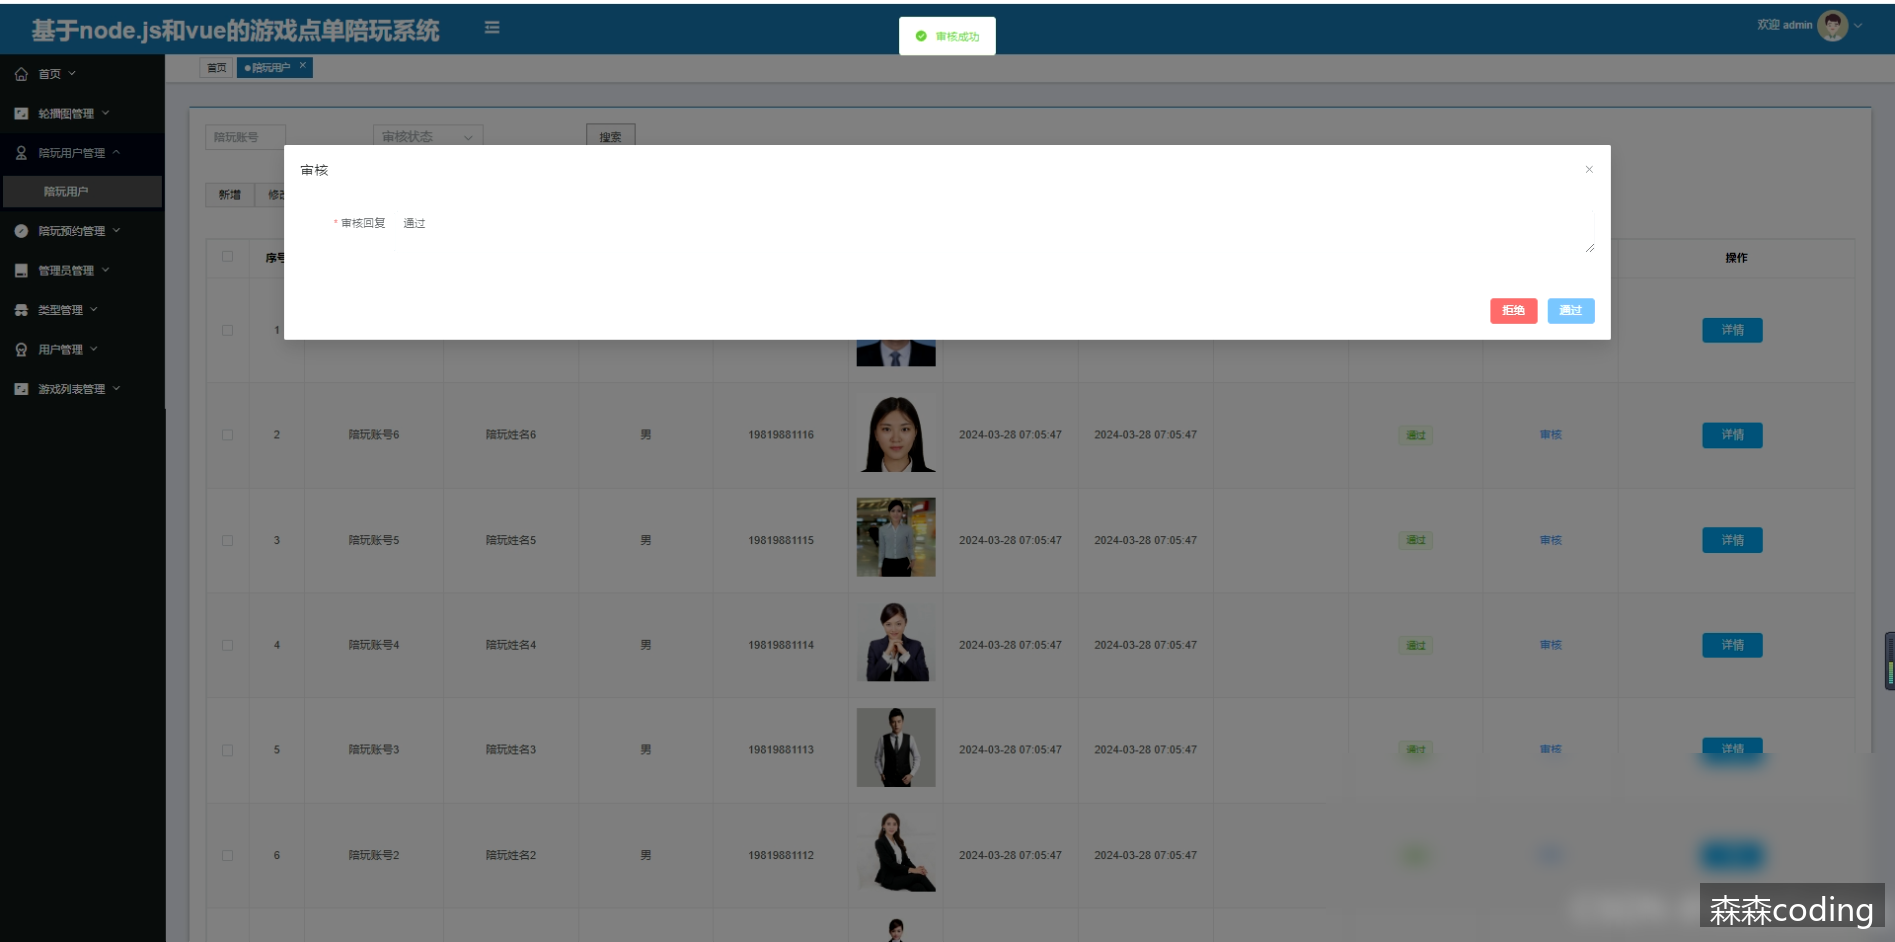 基于node.js和vue的游戏点单陪玩系统
审核成功
欢迎 admin
首页
轮播图管理
陪玩用户管理
陪玩用户
陪玩预约管理
管理员管理
类型管理
用户管理
游戏列表管理
首页 陪玩用户
陪玩账号 审核状态 搜索
新增
审核
* 审核回复 通过
拒绝 通过
序号 操作
1 详情
2 陪玩账号6 陪玩姓名6 男 19819881116 2024-03-28 07:05:47 2024-03-28 07:05:47 通过 审核 详情
3 陪玩账号5 陪玩姓名5 男 19819881115 2024-03-28 07:05:47 2024-03-28 07:05:47 通过 审核 详情
4 陪玩账号4 陪玩姓名4 男 19819881114 2024-03-28 07:05:47 2024-03-28 07:05:47 通过 审核 详情
5 陪玩账号3 陪玩姓名3 男 19819881113 2024-03-28 07:05:47 2024-03-28 07:05:47 通过 审核 详情
6 陪玩账号2 陪玩姓名2 男 19819881112 2024-03-28 07:05:47 2024-03-28 07:05:47
森森coding